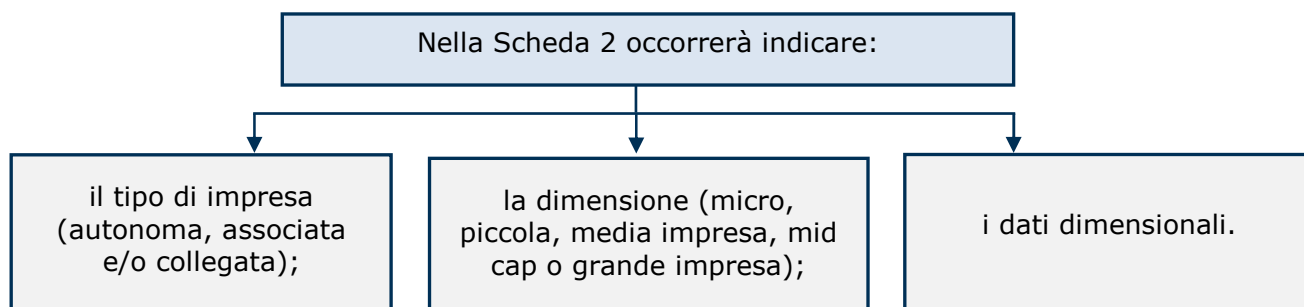 Nella Scheda 2 occorrerà indicare:
il tipo di impresa
(autonoma, associata
e/o collegata);
la dimensione (micro,
piccola, media impresa, mid
cap o grande impresa);
i dati dimensionali.